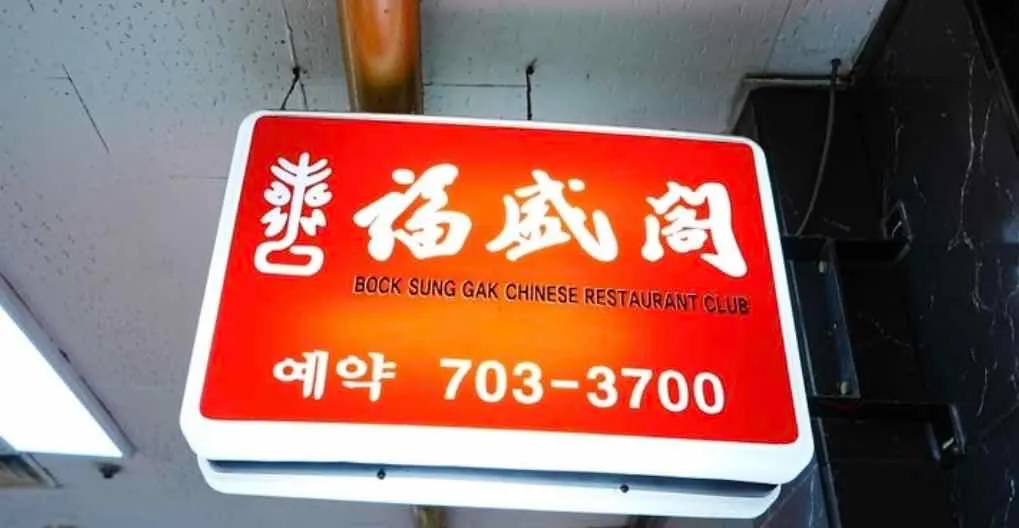 福盛閣
BOCK SUNG GAK CHINESE RESTAURANT CLUB
예약 703-3700